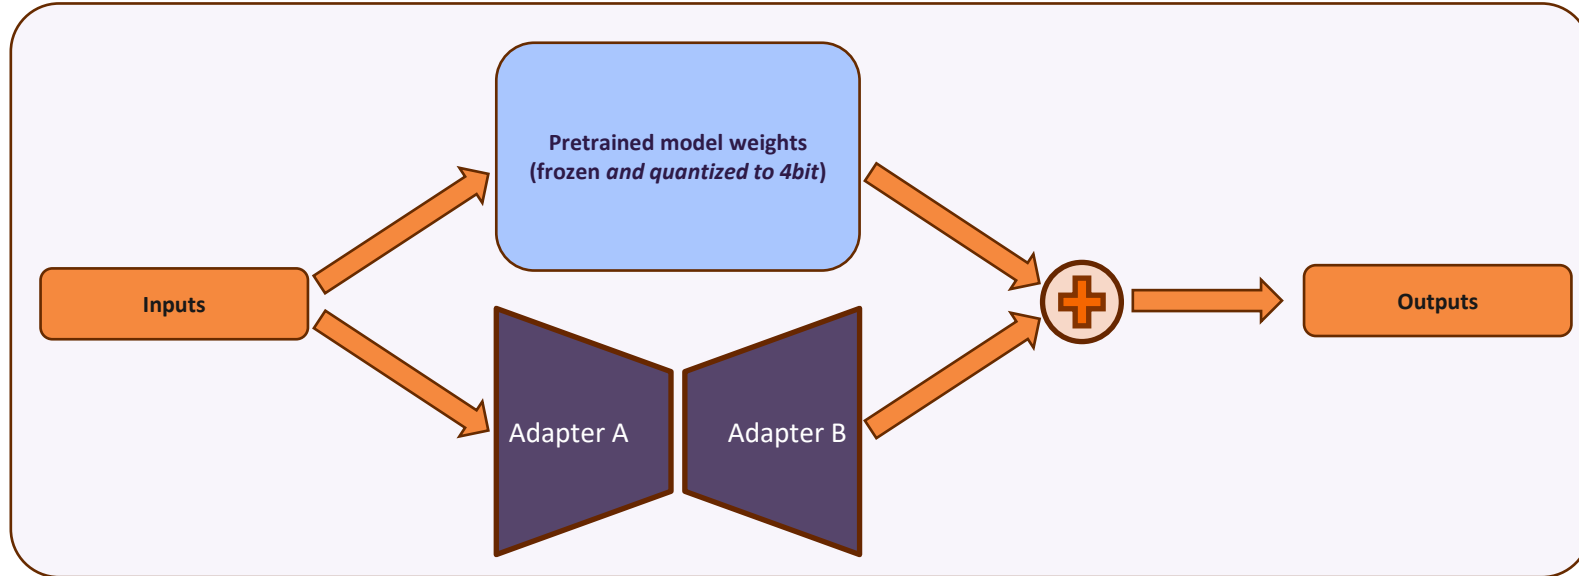 Pretrained model weights
(frozen and quantized to 4bit)
Inputs
Outputs
Adapter A
Adapter B